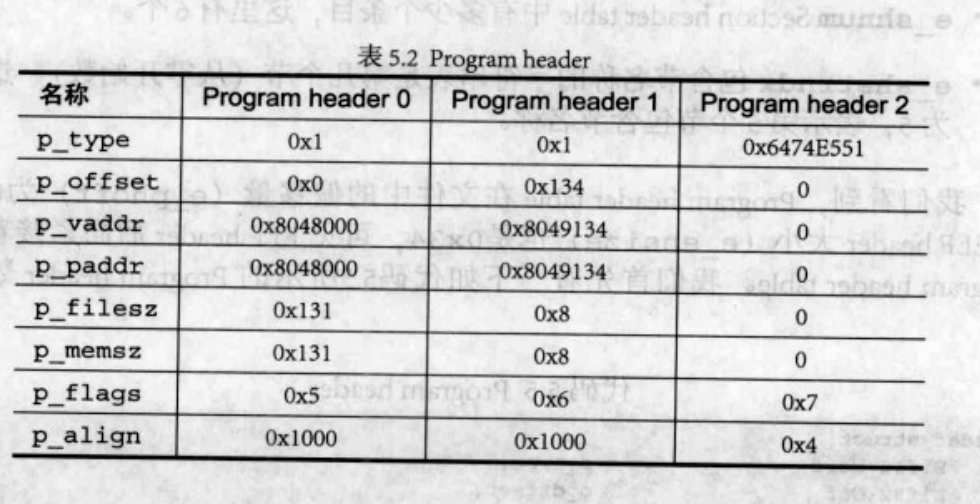 表 5.2 Program header
名称 Program header 0 Program header 1 Program header 2
p_type 0x1 0x1 0x6474E551
p_offset 0x0 0x134 0
p_vaddr 0x8048000 0x8049134 0
p_paddr 0x8048000 0x8049134 0
p_filesz 0x131 0x8 0
p_memsz 0x131 0x8 0
p_flags 0x5 0x6 0x7
p_align 0x1000 0x1000 0x4